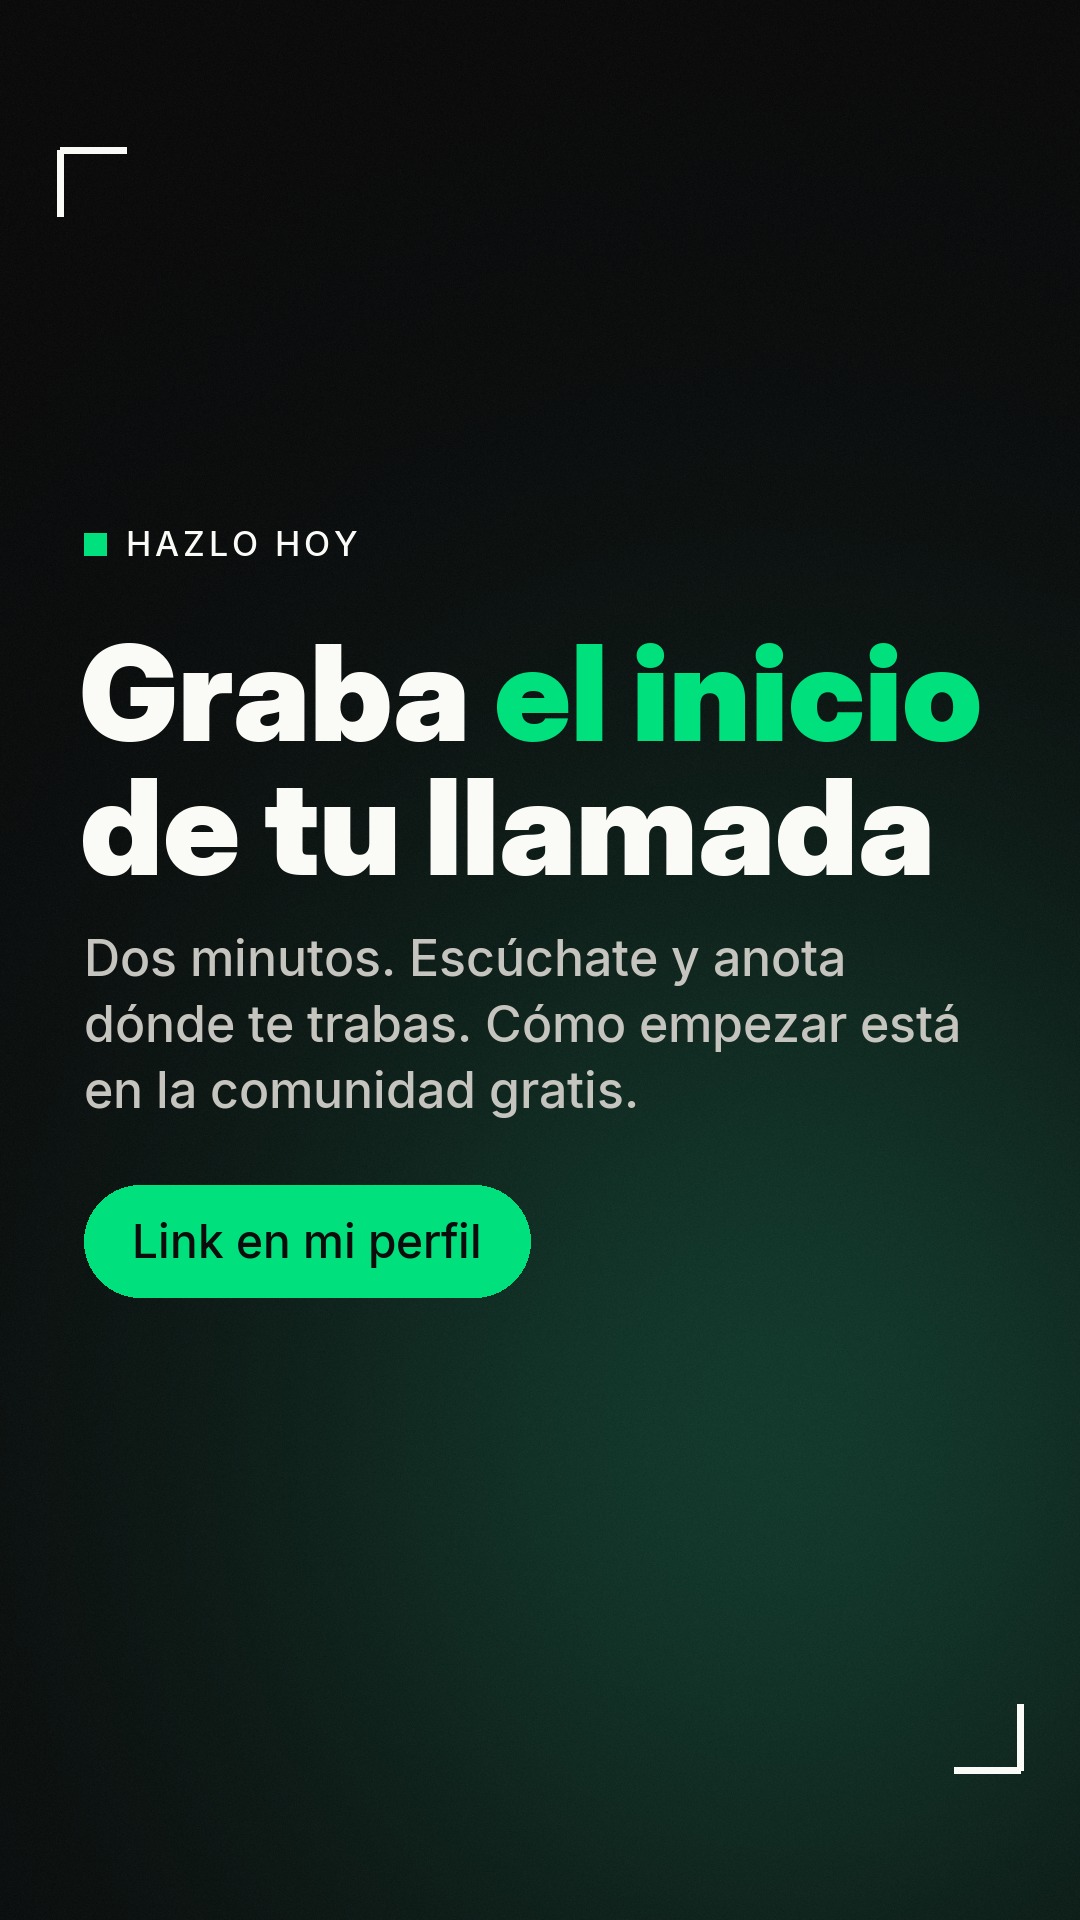 HAZLO HOY
Graba el inicio
de tu llamada
Dos minutos. Escúchate y anota
dónde te trabas. Cómo empezar está
en la comunidad gratis.
Link en mi perfil